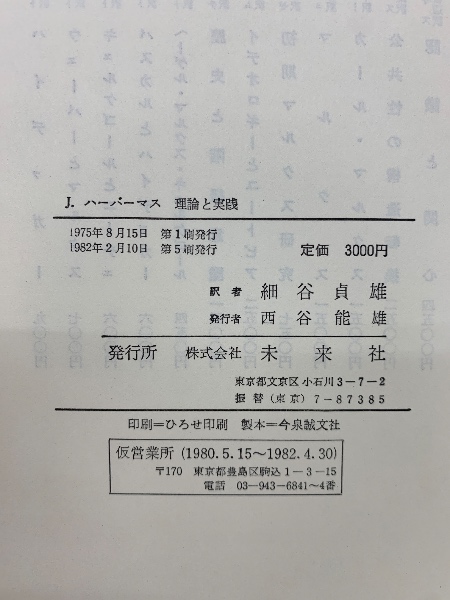 J. ハーバーマス　理論と実践
1975年8月15日　第1刷発行
1982年2月10日　第5刷発行
定価　3000円
訳者　細谷貞雄
発行者　西谷能雄
発行所　株式会社　未来社
東京都文京区小石川3-7-2
振替(東京)7-87385
印刷＝ひろせ印刷　製本＝今泉誠文社
仮営業所(1980.5.15～1982.4.30)
〒170　東京都豊島区駒込1-3-15
電話　03-943-6841～4番